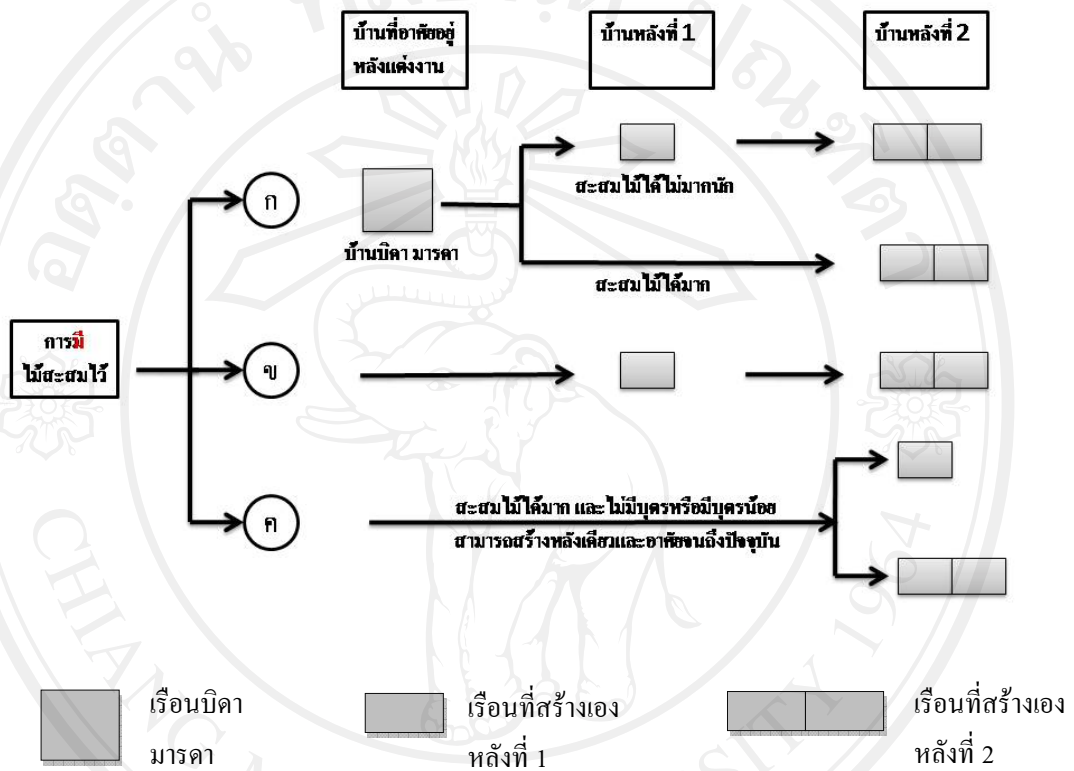 บ้านที่อาศัยอยู่
หลังแต่งงาน
บ้านหลังที่ 1
บ้านหลังที่ 2
สะสมไม้ได้ไม่มากนัก
ก
บ้านบิดา มารดา
สะสมไม้ได้มาก
การมี
ไม้สะสมไว้
ข
ค
สะสมไม้ได้มาก และไม่มีบุตรหรือมีบุตรน้อย
สามารถสร้างหลังเดียวและอาศัยจนถึงปัจจุบัน
เรือนบิดา
มารดา
เรือนที่สร้างเอง
หลังที่ 1
เรือนที่สร้างเอง
หลังที่ 2